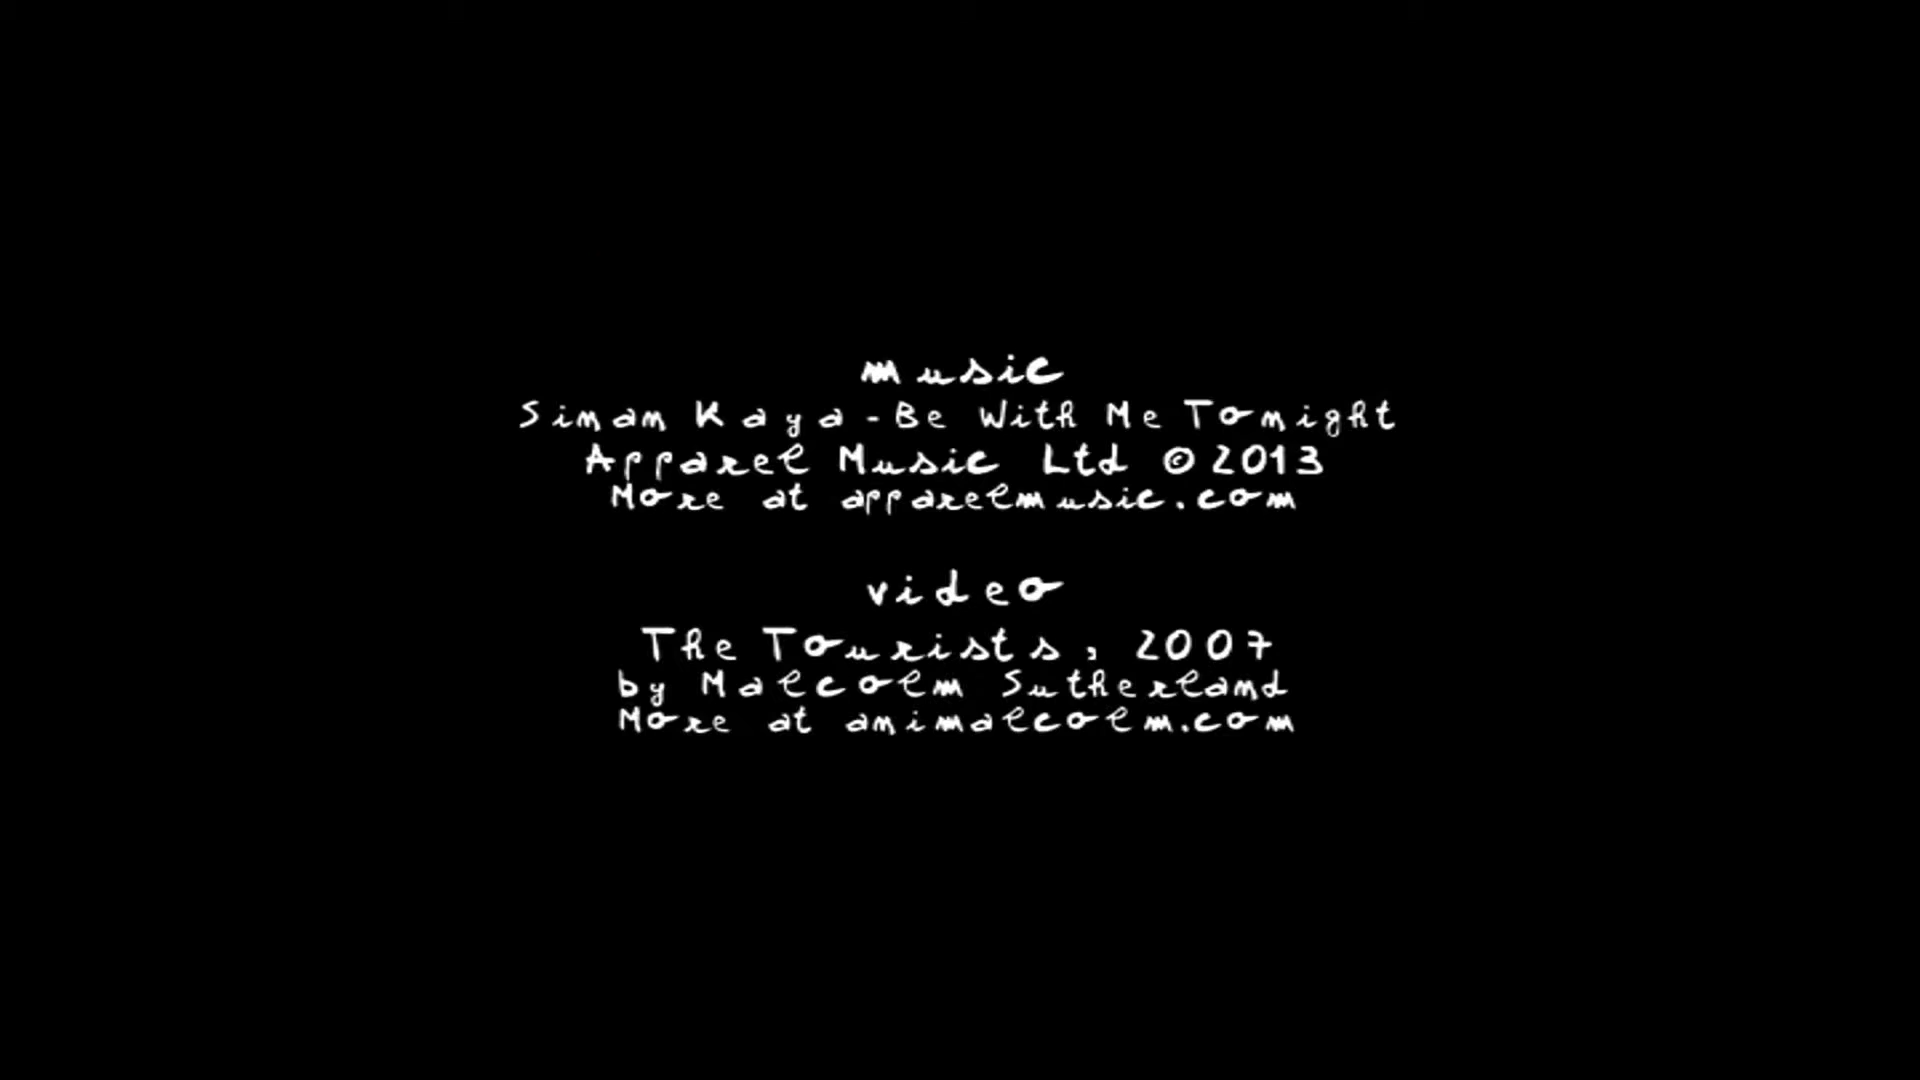 music
Sinan Kaya - Be With Me Tonight
Apparel Music Ltd © 2013
More at apparelmusic.com
video
The Tourists, 2007
by Malcolm Sutherland
More at animalcolm.com